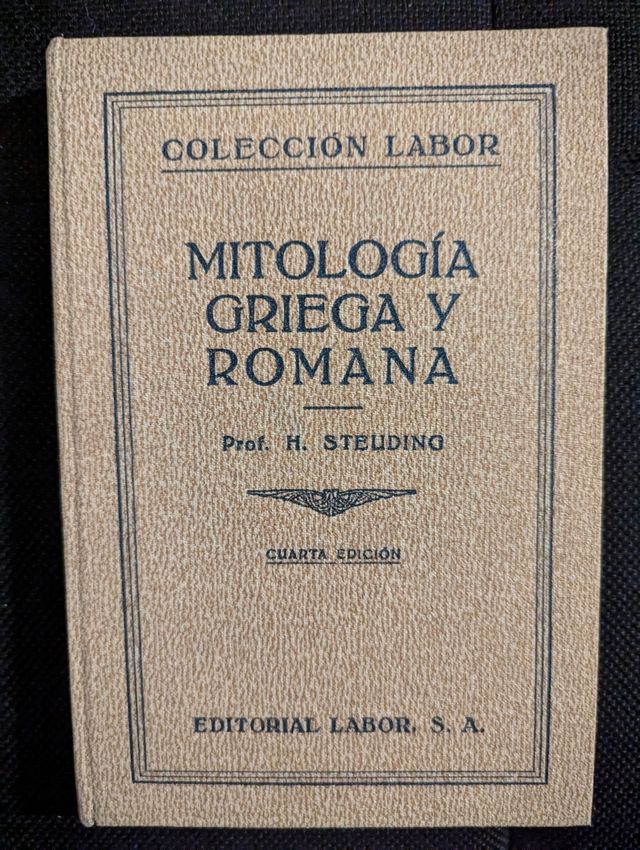 COLECCIÓN LABOR
MITOLOGÍA
GRIEGA Y
ROMANA
Prof. H. STEUDING
CUARTA EDICIÓN
EDITORIAL LABOR, S. A.